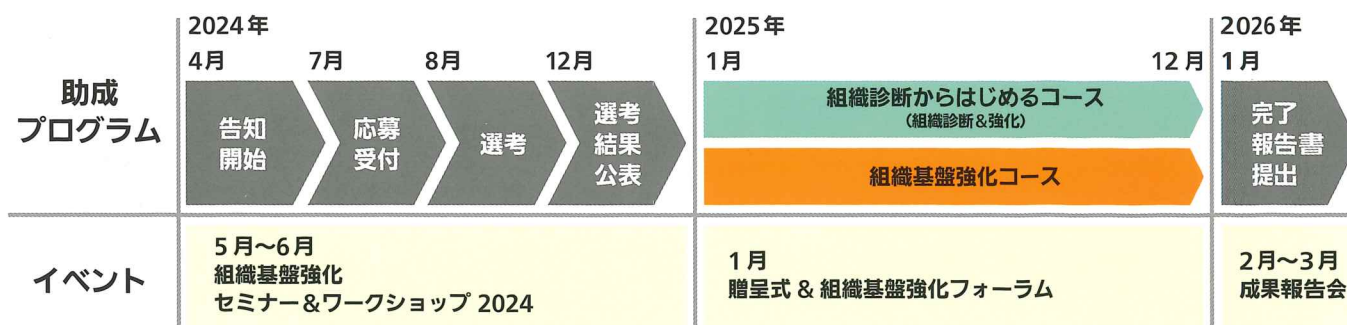 2024年
2025年
2026年
4月
7月
8月
12月
1月
12月
1月
助成
プログラム
告知
開始
応募
受付
選考
選考
結果
公表
組織診断からはじめるコース
(組織診断&強化)
組織基盤強化コース
完了
報告書
提出
イベント
5月〜6月
組織基盤強化
セミナー&ワークショップ 2024
1月
贈呈式 & 組織基盤強化フォーラム
2月〜3月
成果報告会